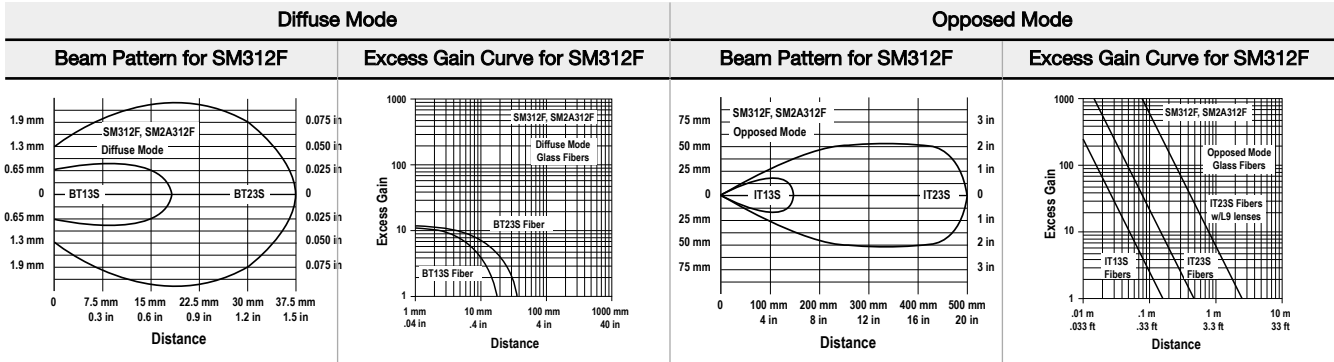 Diffuse Mode
Opposed Mode
Beam Pattern for SM312F
Excess Gain Curve for SM312F
Beam Pattern for SM312F
Excess Gain Curve for SM312F
1.9 mm
1.3 mm
0.65 mm
0
0.65 mm
1.3 mm
1.9 mm
SM312F, SM2A312F
Diffuse Mode
BT13S
BT23S
0.075 in
0.050 in
0.025 in
0
0.025 in
0.050 in
0.075 in
0 7.5 mm 15 mm 22.5 mm 30 mm 37.5 mm
0.3 in 0.6 in 0.9 in 1.2 in 1.5 in
Distance
1000
100
10
1
Excess Gain
SM312F, SM2A312F
Diffuse Mode
Glass Fibers
BT23S Fiber
BT13S Fiber
1 mm 10 mm 100 mm 1000 mm
.04 in .4 in 4 in 40 in
Distance
75 mm
50 mm
25 mm
0
25 mm
50 mm
75 mm
SM312F, SM2A312F
Opposed Mode
IT13S
IT23S
3 in
2 in
1 in
0
1 in
2 in
3 in
0 100 mm 200 mm 300 mm 400 mm 500 mm
4 in 8 in 12 in 16 in 20 in
Distance
1000
100
10
1
Excess Gain
SM312F, SM2A312F
Opposed Mode
Glass Fibers
IT23S Fibers
w/L9 lenses
IT13S
Fibers
IT23S
Fibers
.01 m .1 m 1 m 10 m
.033 ft .33 ft 3.3 ft 33 ft
Distance